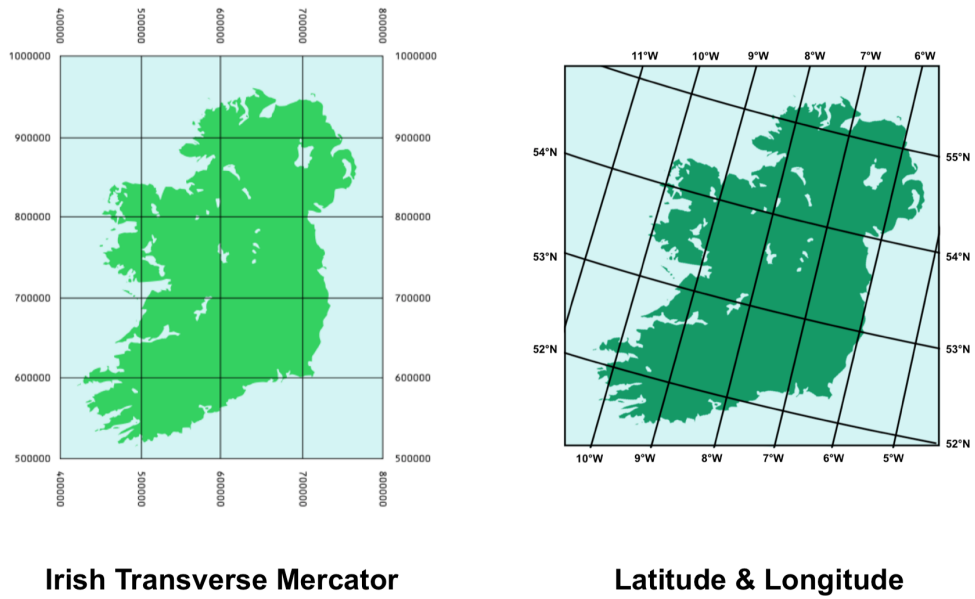 400000 500000 600000 700000 800000
1000000 1000000
900000 900000
800000 800000
700000 700000
600000 600000
500000 500000
400000 500000 600000 700000 800000
Irish Transverse Mercator
11°W 10°W 9°W 8°W 7°W 6°W
54°N 55°N
53°N 54°N
52°N 53°N
52°N
10°W 9°W 8°W 7°W 6°W 5°W
Latitude & Longitude